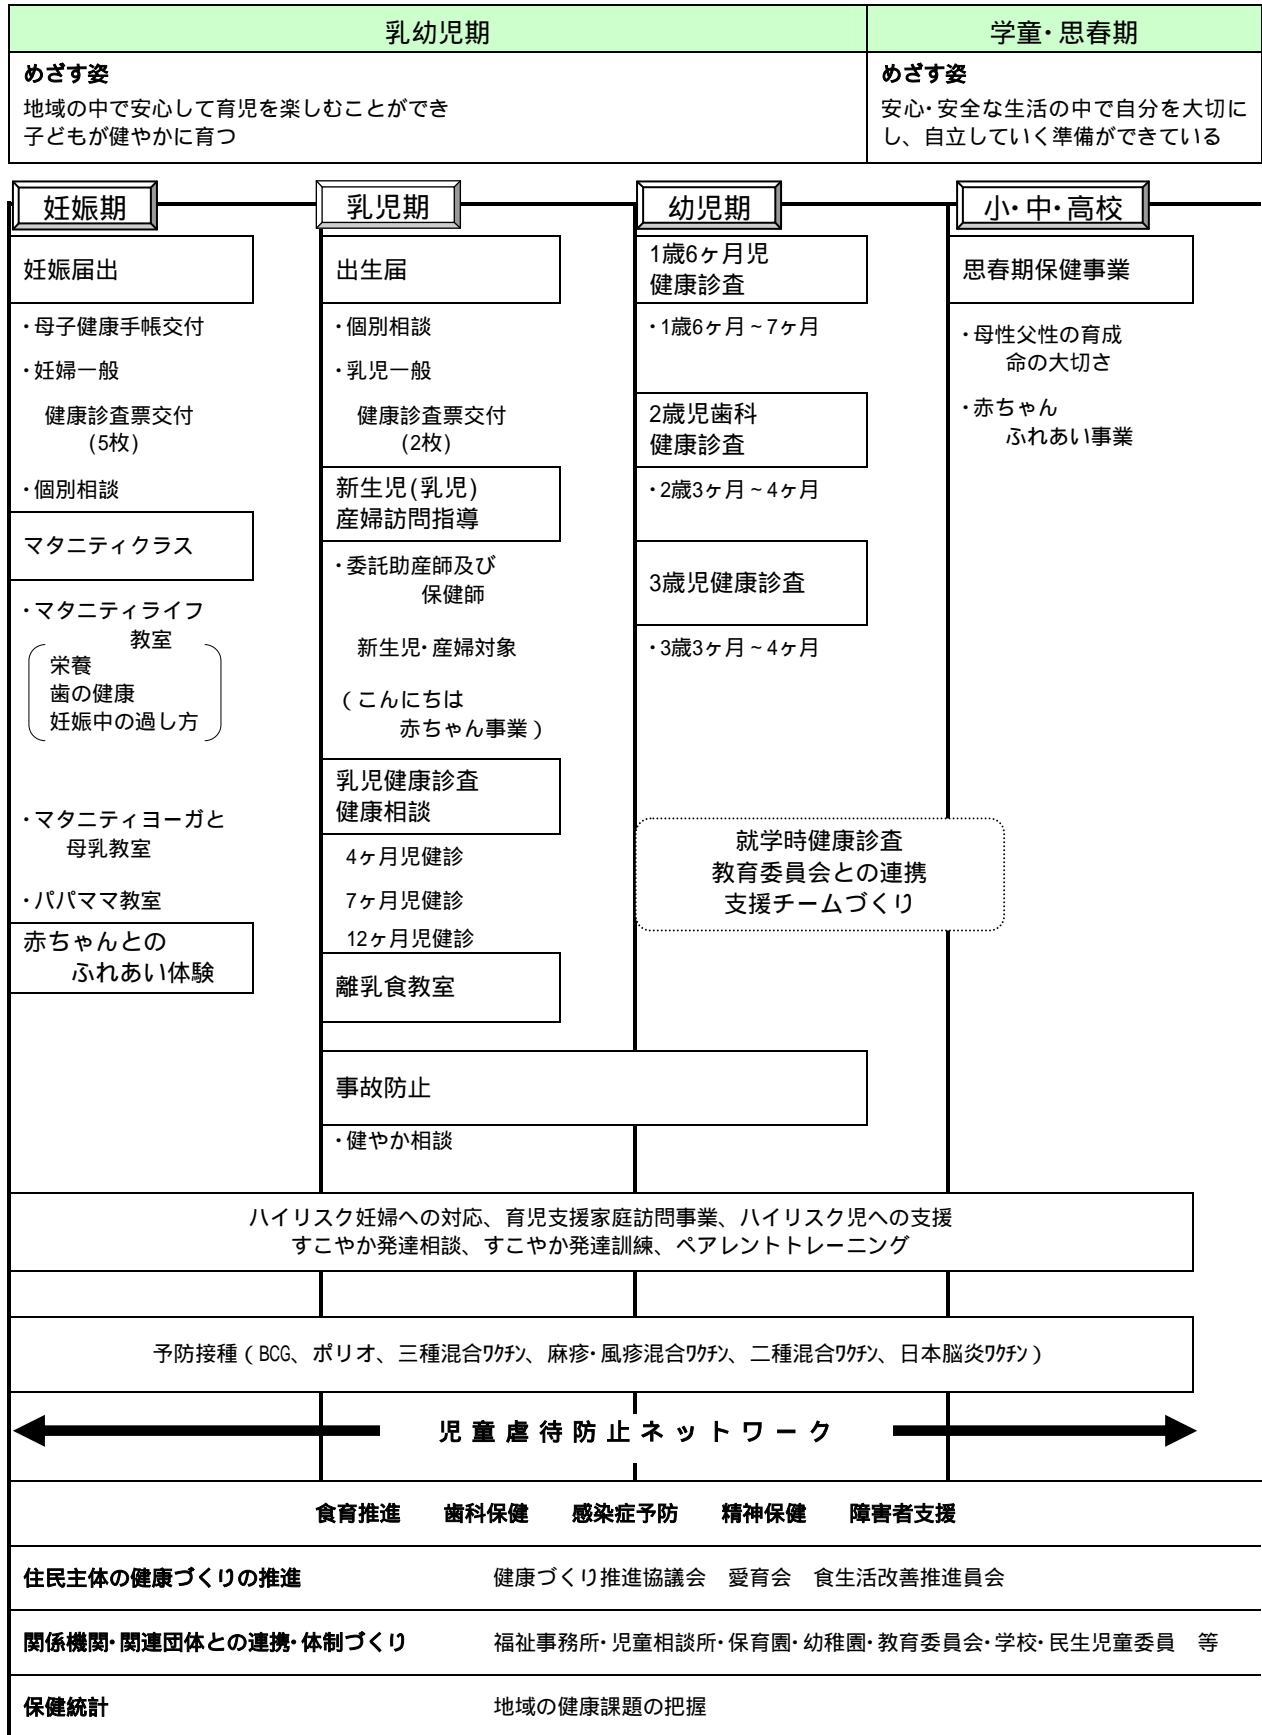 乳幼児期
学童・思春期
めざす姿
地域の中で安心して育児を楽しむことができ
子どもが健やかに育つ
めざす姿
安心・安全な生活の中で自分を大切に
し、自立していく準備ができている
妊娠期
妊娠届出
・母子健康手帳交付
・妊婦一般
健康診査票交付
(5枚)
・個別相談
マタニティクラス
・マタニティライフ
教室
栄養
歯の健康
妊娠中の過し方
・マタニティヨーガと
母乳教室
・パパママ教室
赤ちゃんとの
ふれあい体験
乳児期
出生届
・個別相談
・乳児一般
健康診査票交付
(2枚)
新生児(乳児)
産婦訪問指導
・委託助産師及び
保健師
新生児・産婦対象
(こんにちは
赤ちゃん事業)
乳児健康診査
健康相談
4ヶ月児健診
7ヶ月児健診
12ヶ月児健診
離乳食教室
事故防止
・健やか相談
幼児期
1歳6ヶ月児
健康診査
・1歳6ヶ月~7ヶ月
2歳児歯科
健康診査
・2歳3ヶ月~4ヶ月
3歳児健康診査
・3歳3ヶ月~4ヶ月
就学時健康診査
教育委員会との連携
支援チームづくり
小・中・高校
思春期保健事業
・母性父性の育成
命の大切さ
・赤ちゃん
ふれあい事業
ハイリスク妊婦への対応、育児支援家庭訪問事業、ハイリスク児への支援
すこやか発達相談、すこやか発達訓練、ペアレントトレーニング
予防接種(BCG、ポリオ、三種混合ワクチン、麻疹・風疹混合ワクチン、二種混合ワクチン、日本脳炎ワクチン)
児童虐待防止ネットワーク
食育推進 歯科保健 感染症予防 精神保健 障害者支援
住民主体の健康づくりの推進 健康づくり推進協議会 愛育会 食生活改善推進員会
関係機関・関連団体との連携・体制づくり 福祉事務所・児童相談所・保育園・幼稚園・教育委員会・学校・民生児童委員 等
保健統計 地域の健康課題の把握